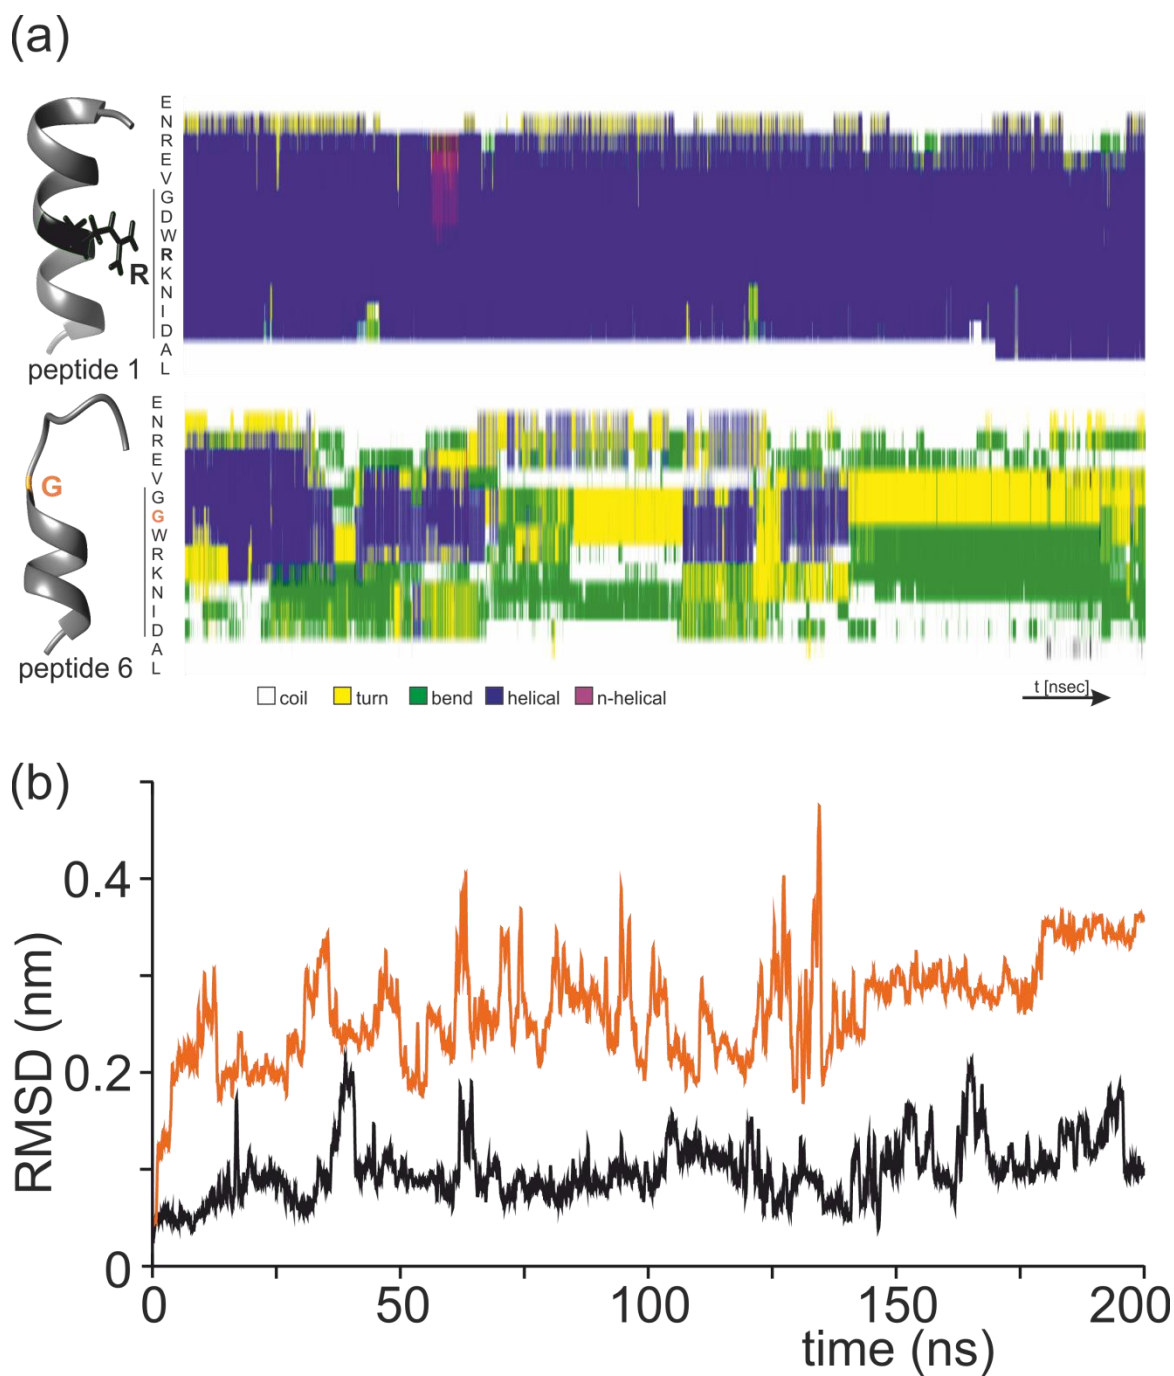 (a)
E
N
R
E
V
G
D
W
R
K
N
I
D
A
L
R
peptide 1
E
N
R
E
V
G
G
W
R
K
N
I
D
A
L
G
peptide 6
coil turn bend helical n-helical
t [nsec]
(b)
RMSD (nm)
0.4
0.2
0
0 50 100 150 200
time (ns)